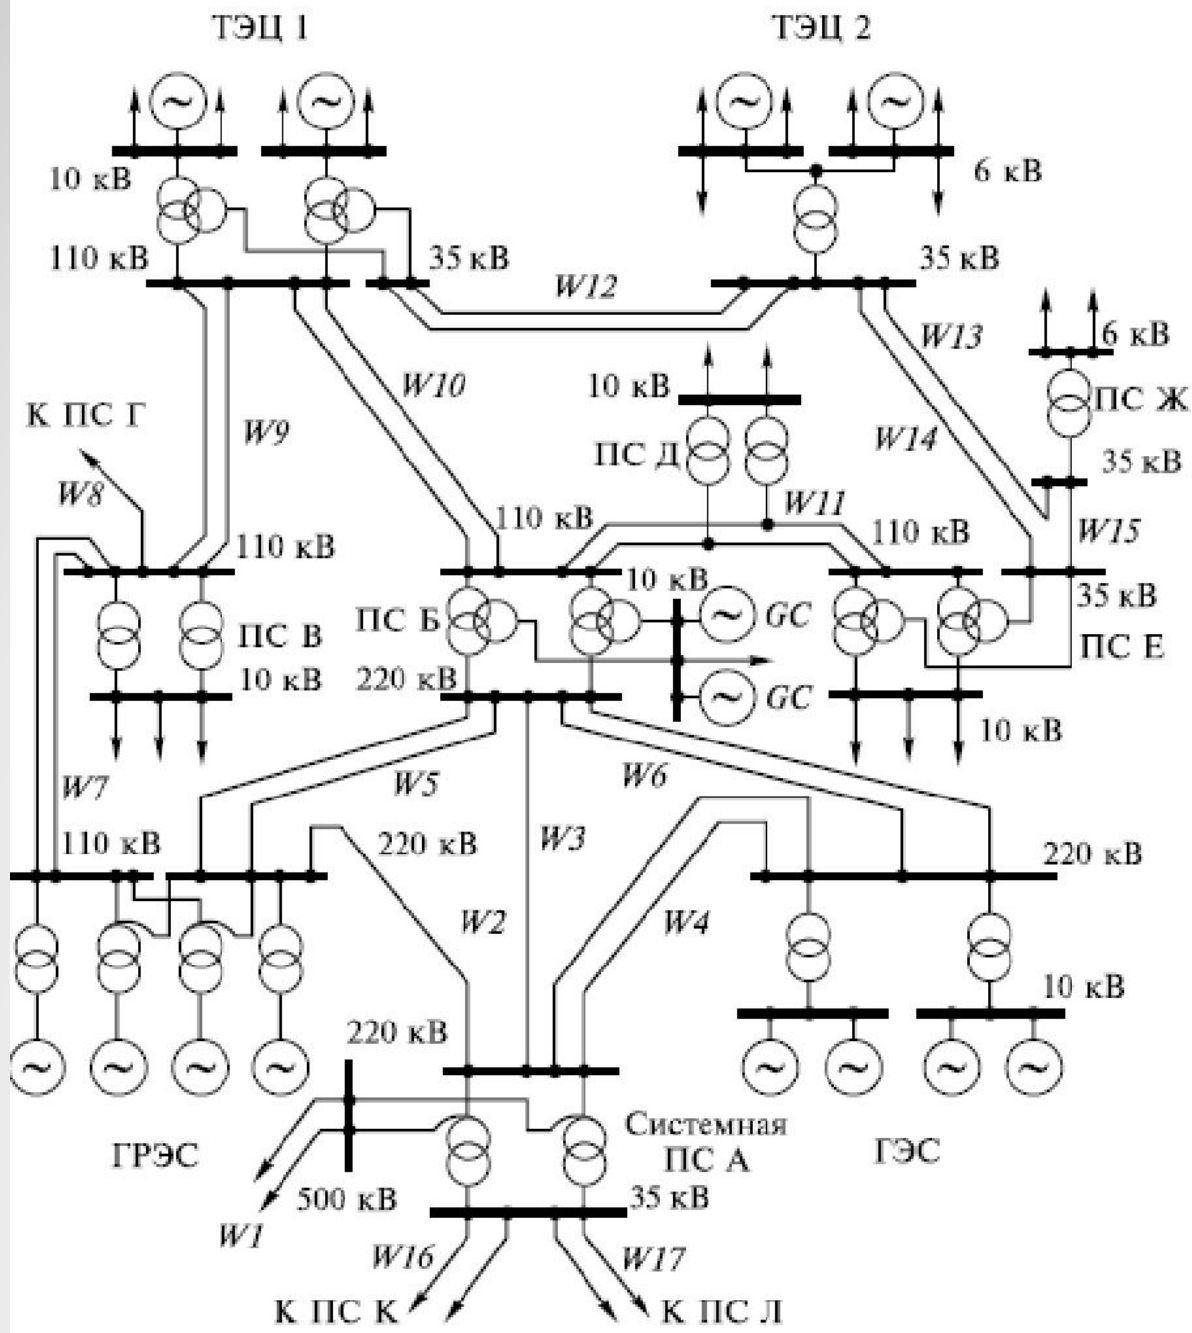 ТЭЦ 1
ТЭЦ 2
10 кВ
6 кВ
110 кВ
35 кВ
35 кВ
W12
W13
6 кВ
10 кВ
W10
ПС Ж
К ПС Г
W9
W14
ПС Д
35 кВ
W8
W11
110 кВ
110 кВ
W15
110 кВ
10 кВ
35 кВ
GC
ПС Б
ПС В
ПС Е
10 кВ
220 кВ
GC
10 кВ
W7
W5
W6
110 кВ
220 кВ
W3
220 кВ
W2
W4
10 кВ
220 кВ
Системная
ПС А
ГРЭС
ГЭС
500 кВ
35 кВ
W1
W16
W17
К ПС К
К ПС Л